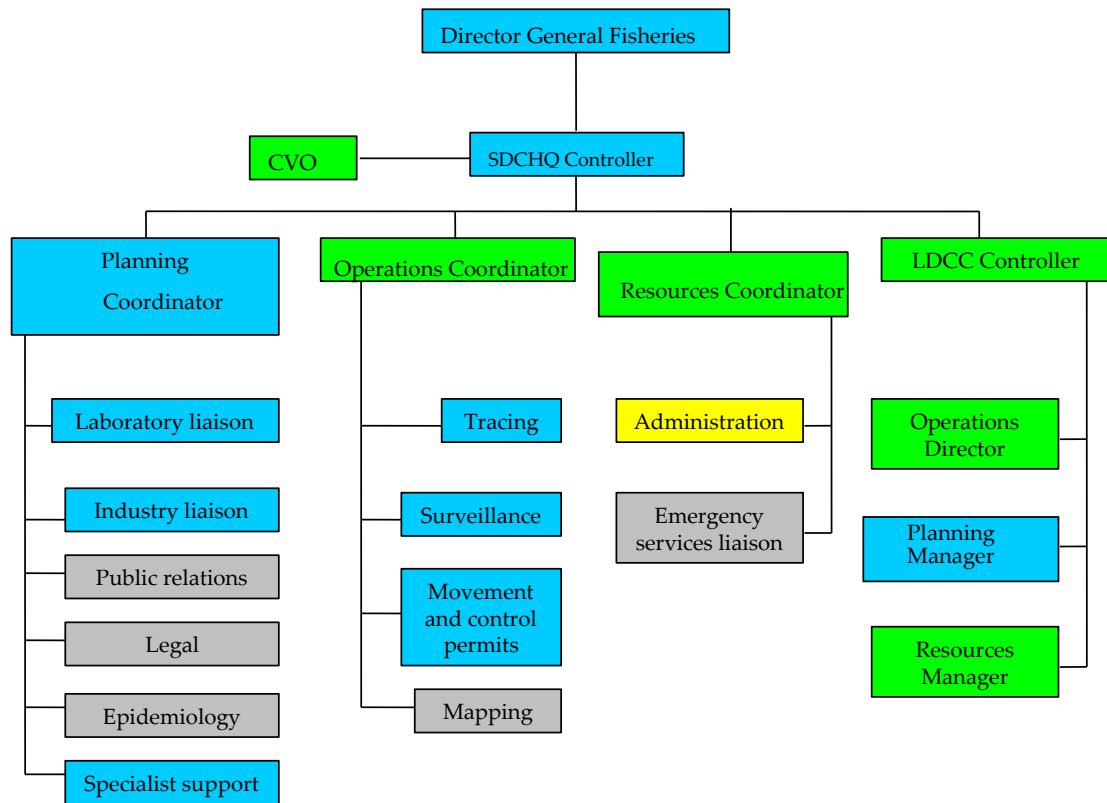 Director General Fisheries
CVO
SDCHQ Controller
Planning
Coordinator
Operations Coordinator
Resources Coordinator
LDCC Controller
Laboratory liaison
Industry liaison
Public relations
Legal
Epidemiology
Specialist support
Tracing
Surveillance
Movement
and control
permits
Mapping
Administration
Emergency
services liaison
Operations
Director
Planning
Manager
Resources
Manager